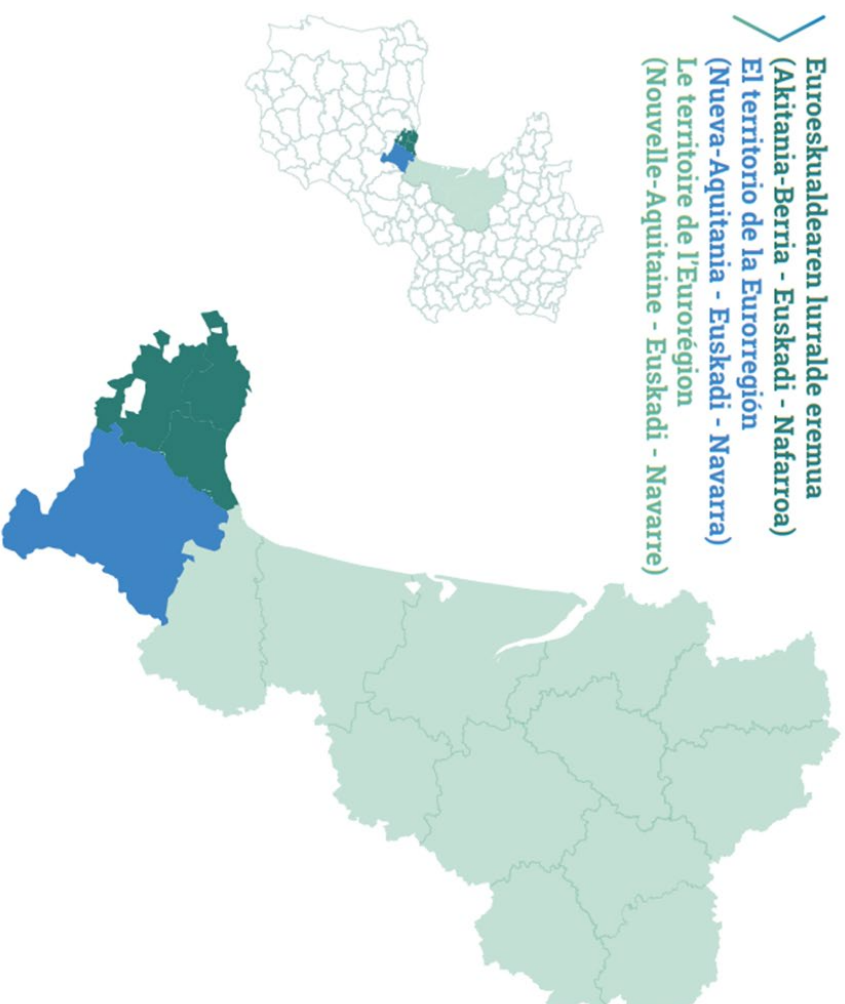 Euroeskualdearen lurralde eremua
(Akitania-Berria - Euskadi - Nafarroa)
El territorio de la Eurorregión
(Nueva-Aquitania - Euskadi - Navarra)
Le territoire de l'Eurorégion
(Nouvelle-Aquitaine - Euskadi - Navarre)